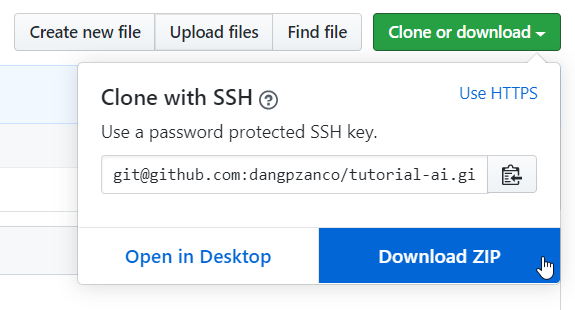 Create new file Upload files Find file Clone or download
Clone with SSH ? Use HTTPS
Use a password protected SSH key.
git@github.com:dangpzanco/tutorial-ai.gi
Open in Desktop Download ZIP